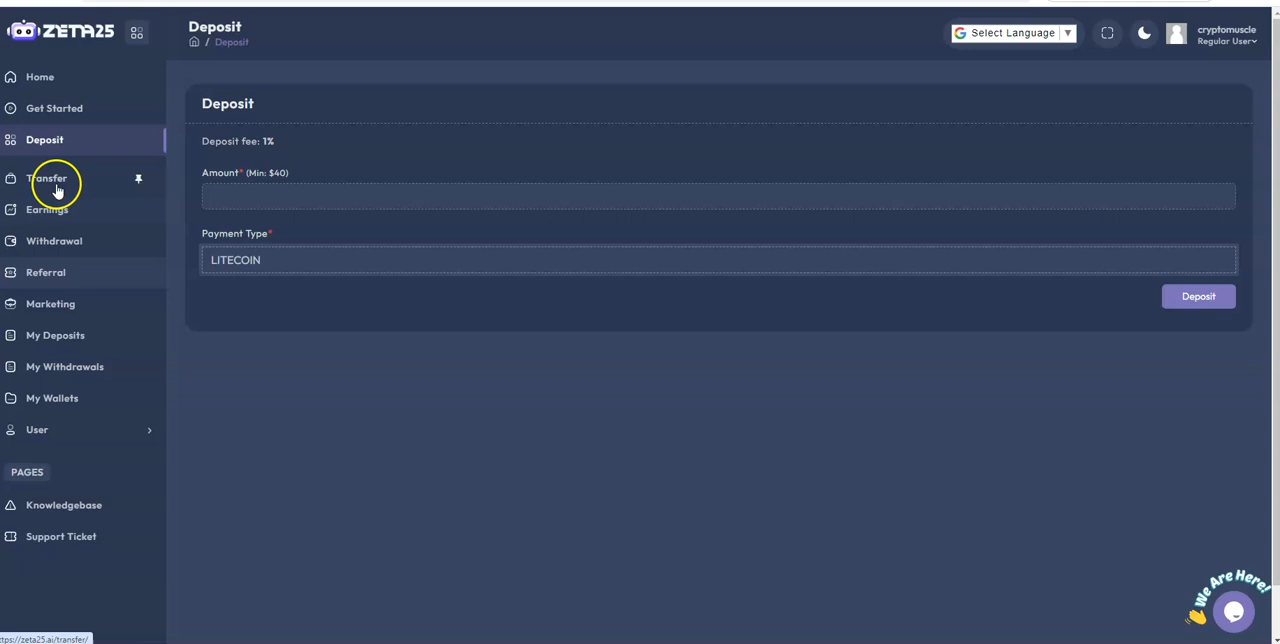 ZETA25
Deposit
/ Deposit
Select Language ▼
cryptomuscle
Regular User
Home
Get Started
Deposit
Transfer
Earnings
Withdrawal
Referral
Marketing
My Deposits
My Withdrawals
My Wallets
User
PAGES
Knowledgebase
Support Ticket
Deposit
Deposit fee: 1%
Amount* (Min: $40)
Payment Type*
LITECOIN
Deposit
We Are Here!
ttps://zeta25.ai/transfer/